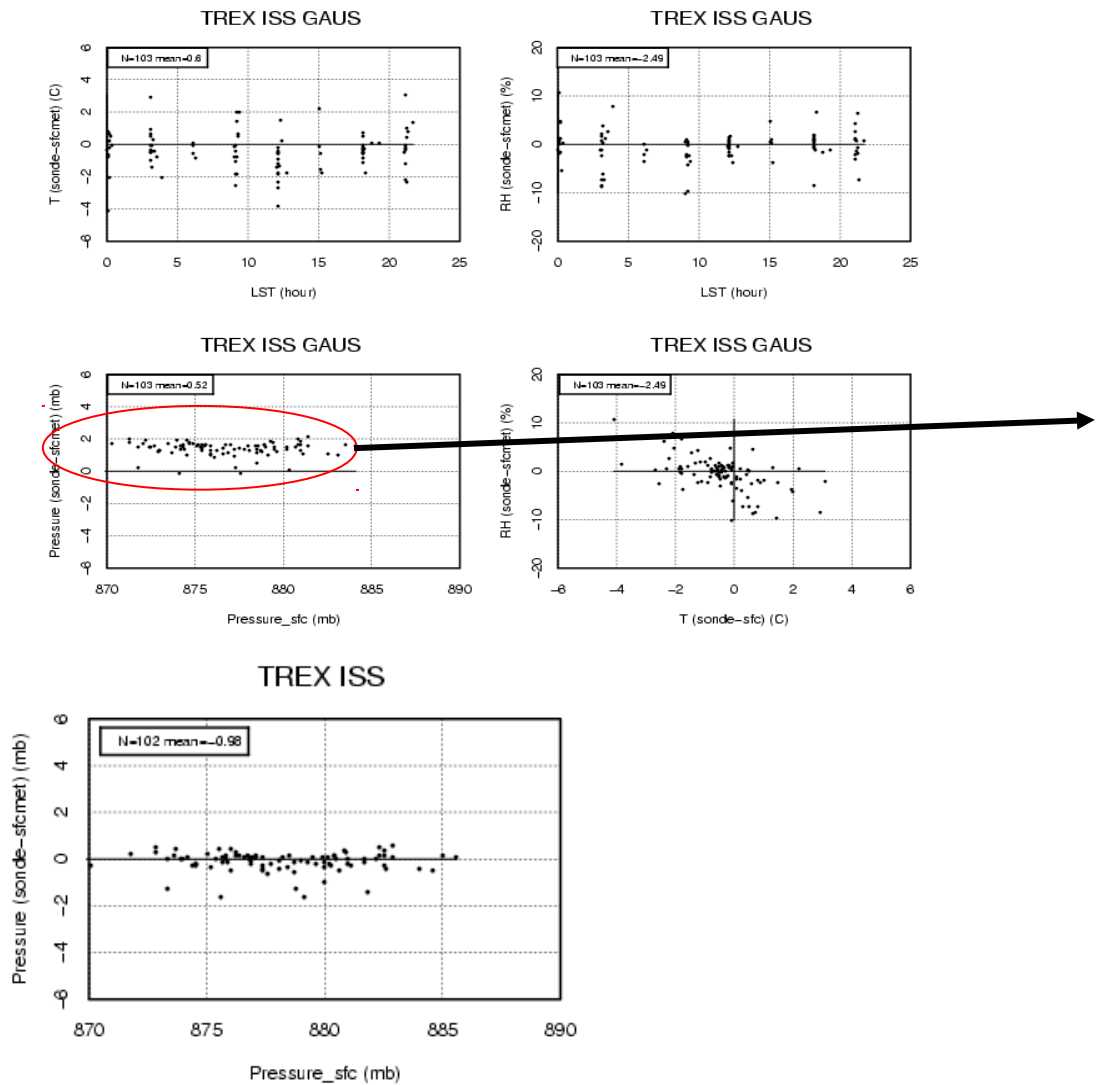 TREX ISS GAUS
N=103 mean=0.6
T (sonde-sfcmet) (C)
6
4
2
0
-2
-4
-6
0 5 10 15 20 25
LST (hour)
TREX ISS GAUS
N=103 mean=-2.49
RH (sonde-sfcmet) (%)
20
10
0
-10
-20
0 5 10 15 20 25
LST (hour)
TREX ISS GAUS
N=103 mean=0.52
Pressure (sonde-sfcmet) (mb)
6
4
2
0
-2
-4
-6
870 875 880 885 890
Pressure_sfc (mb)
TREX ISS GAUS
N=103 mean=-2.49
RH (sonde-sfcmet) (%)
20
10
0
-10
-20
-6 -4 -2 0 2 4 6
T (sonde-sfc) (C)
TREX ISS
N=102 mean=-0.98
Pressure (sonde-sfcmet) (mb)
6
4
2
0
-2
-4
-6
870 875 880 885 890
Pressure_sfc (mb)